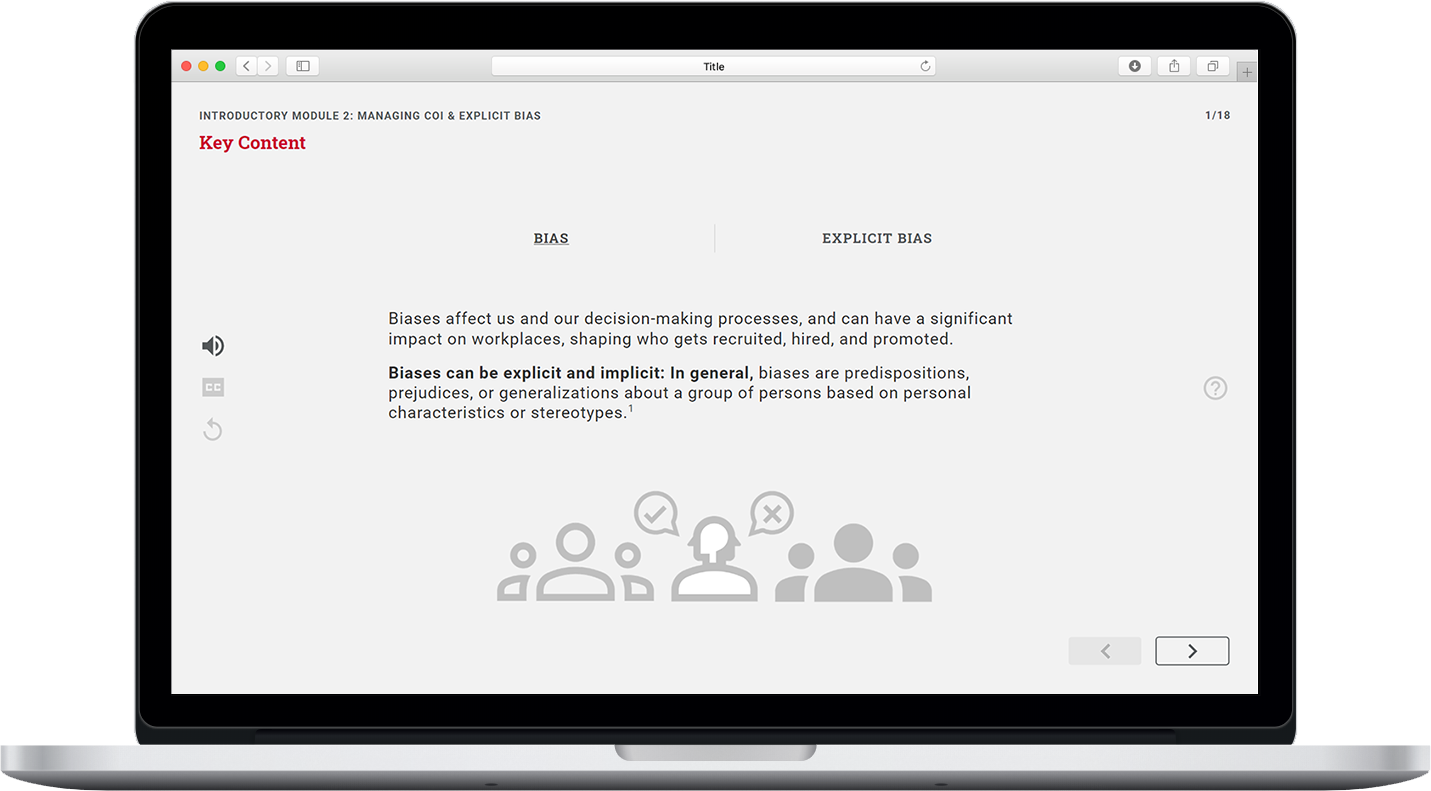 Title
INTRODUCTORY MODULE 2: MANAGING COI & EXPLICIT BIAS
1/18
Key Content
BIAS
EXPLICIT BIAS
Biases affect us and our decision-making processes, and can have a significant
impact on workplaces, shaping who gets recruited, hired, and promoted.
Biases can be explicit and implicit: In general, biases are predispositions,
prejudices, or generalizations about a group of persons based on personal
characteristics or stereotypes.1
CC
?